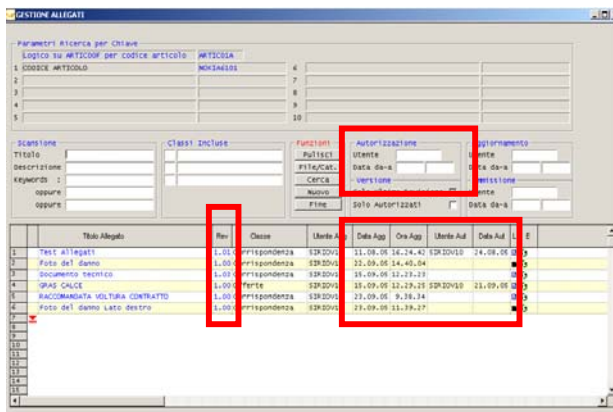 GESTIONE ALLEGATI
Parametri Ricerca per Chiave
Logico su ARTICO0F per codice articolo ARTICO1A
1 CODICE ARTICOLO NOKIA6101 6
2 7
3 8
4 9
5 10
Scansione Classi Incluse Funzioni Autorizzazione Aggiornamento
Titolo Pulisci Utente Utente
Descrizione File/Cat. Data da-a Data da-a
Keywords : Cerca Versione Immissione
oppure Nuovo Utente
oppure Fine Solo Autorizzati Data da-a
Titolo Allegato Rev Classe Utente Agg Data Agg Ora Agg Utente Aut Data Aut L E
1 Test Allegati 1.01 Corrispondenza SIRIOV1 11.08.05 16.24.42 SIRIOV10 24.08.05
2 Foto del danno 1.00 Corrispondenza SIRIOV1 22.09.05 14.40.04
3 Documento tecnico 1.03 Corrispondenza SIRIOV1 15.09.05 12.23.23
4 GRAS CALCE 1.00 Offerte SIRIOV1 15.09.05 12.29.25 SIRIOV10 21.09.05
5 RACCOMANDATA VOLTURA CONTRATTO 1.00 Corrispondenza SIRIOV1 23.09.05 9.38.34
6 Foto del danno Lato destro 1.00 Corrispondenza SIRIOV1 23.09.05 11.39.27
7
8
9
10
11
12
13
14
15